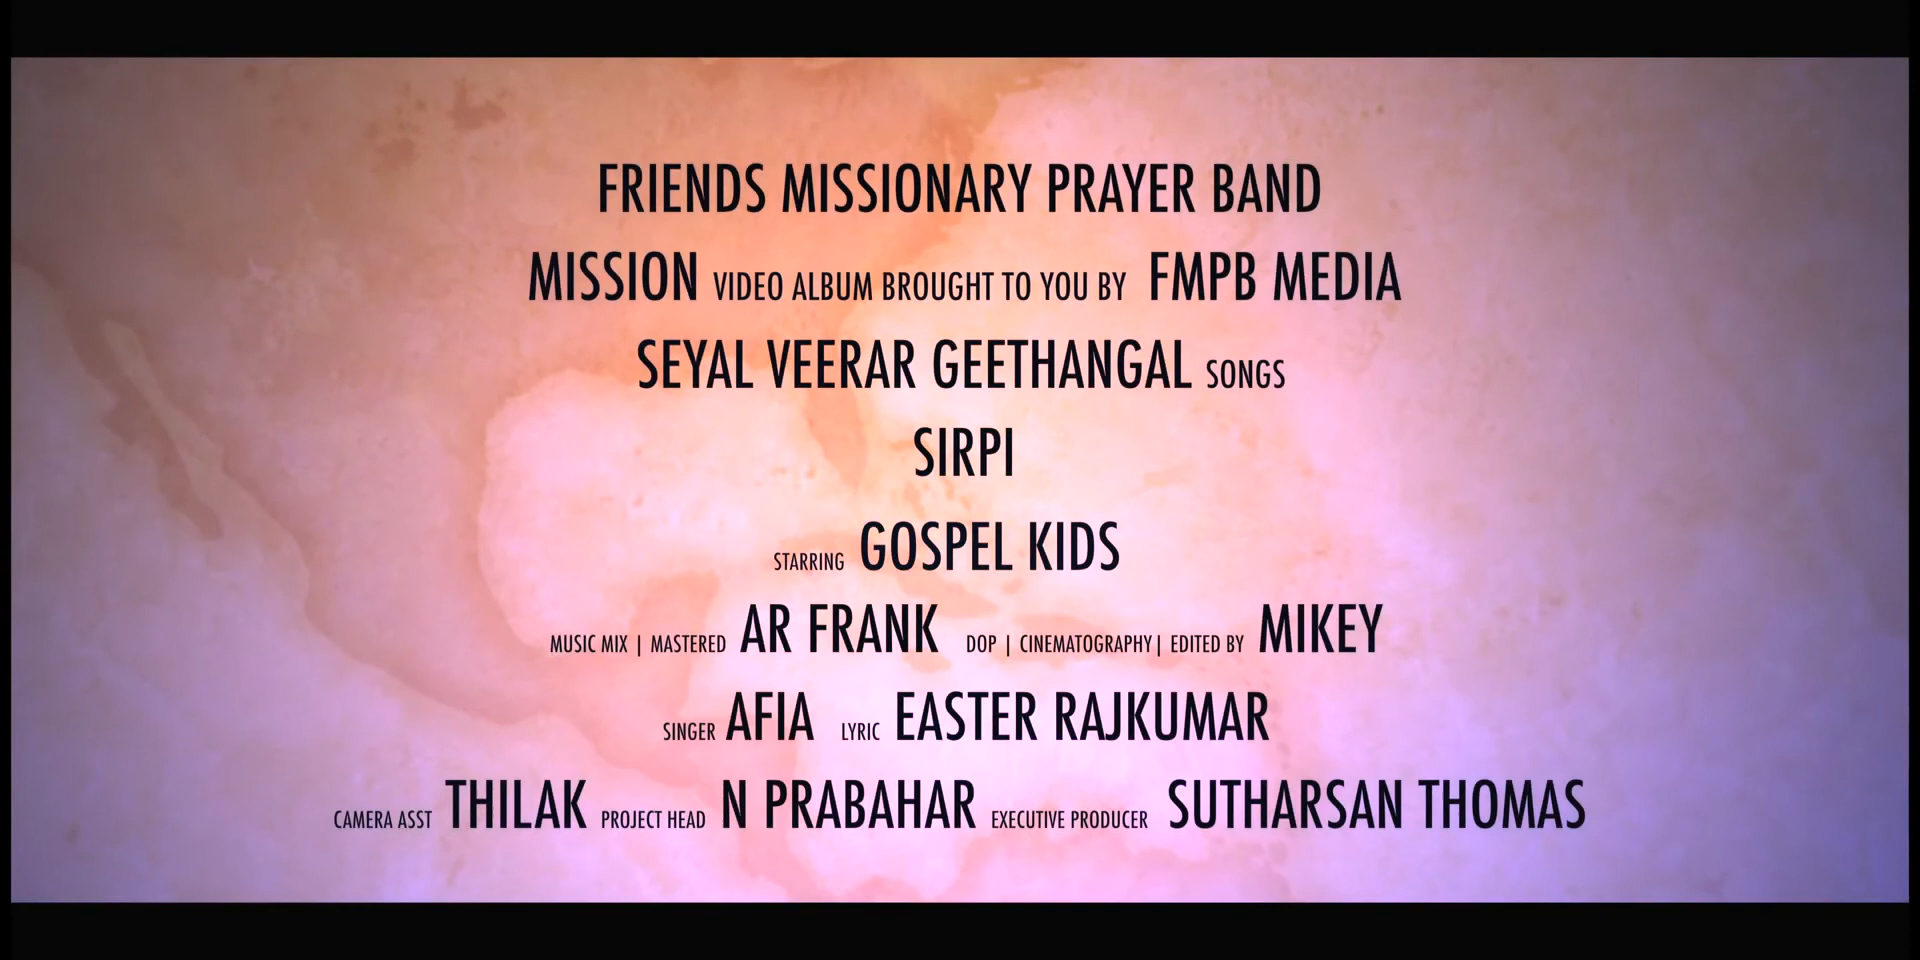 FRIENDS MISSIONARY PRAYER BAND
MISSION VIDEO ALBUM BROUGHT TO YOU BY FMPB MEDIA
SEYAL VEERAR GEETHANGAL SONGS
SIRPI
STARRING GOSPEL KIDS
MUSIC MIX | MASTERED AR FRANK DOP | CINEMATOGRAPHY| EDITED BY MIKEY
SINGER AFIA LYRIC EASTER RAJKUMAR
CAMERA ASST THILAK PROJECT HEAD N PRABAHAR EXECUTIVE PRODUCER SUTHARSAN THOMAS